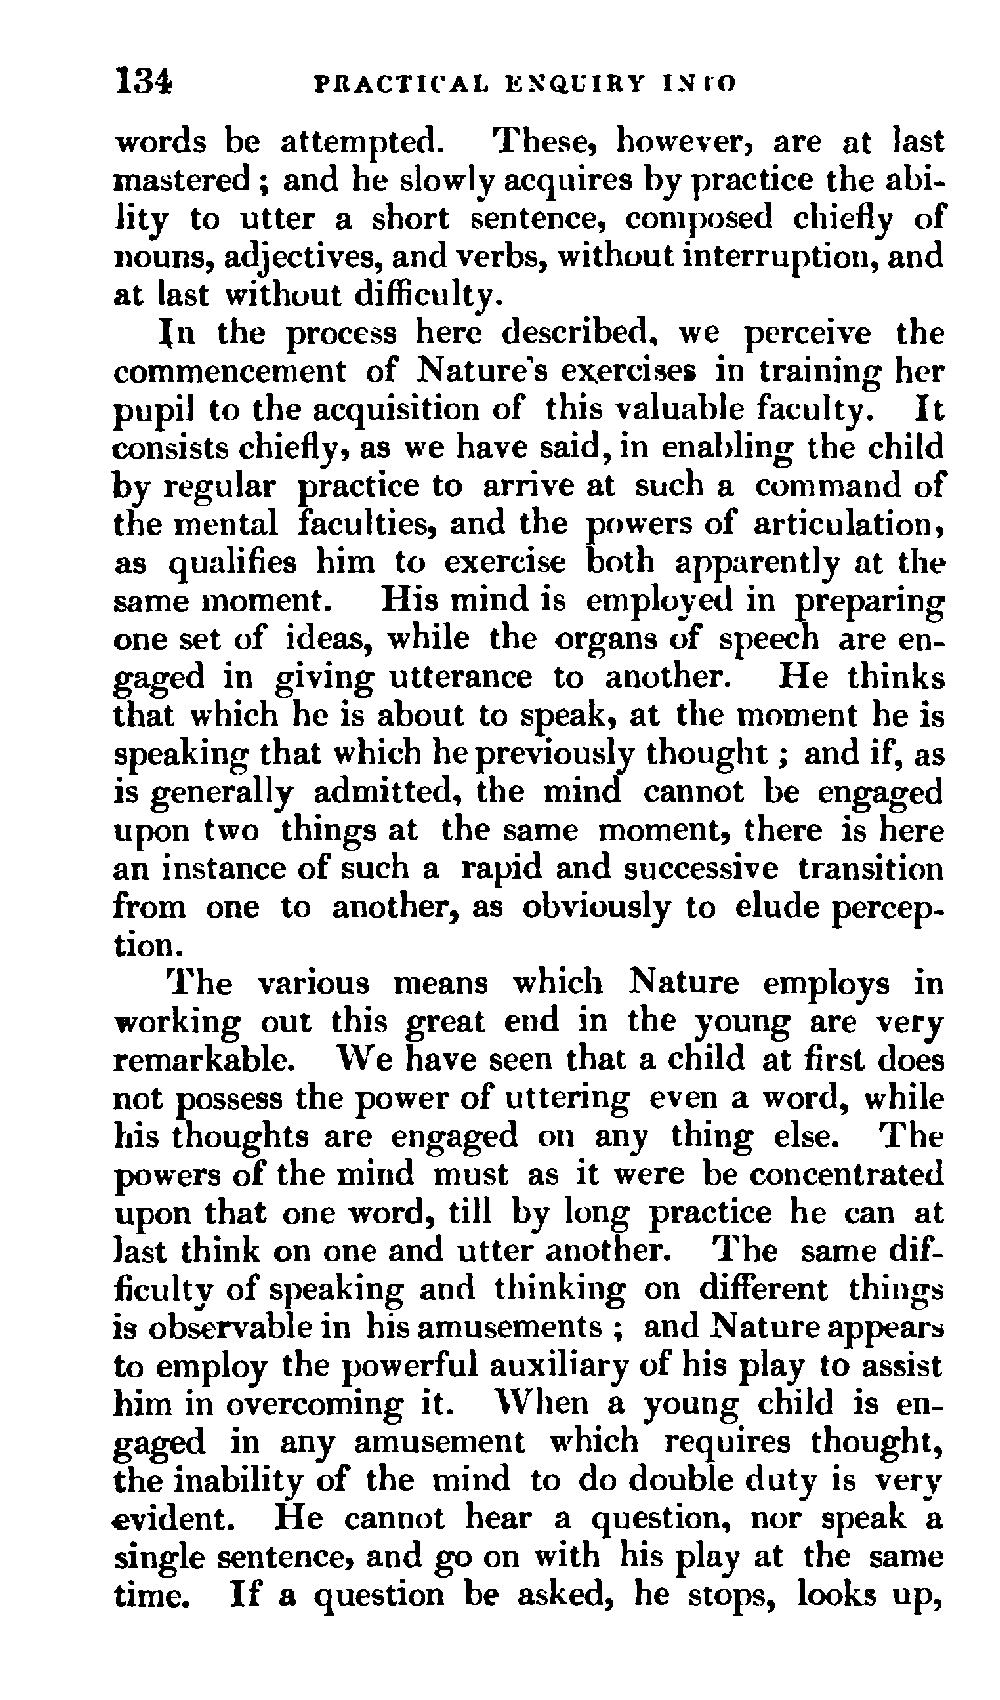 134 PRACTICAL ENQUIRY INTO
words be attempted. These, however, are at last
mastered ; and he slowly acquires by practice the abi-
lity to utter a short sentence, composed chiefly of
nouns, adjectives, and verbs, without interruption, and
at last without difficulty.
In the process here described, we perceive the
commencement of Nature's exercises in training her
pupil to the acquisition of this valuable faculty. It
consists chiefly, as we have said, in enabling the child
by regular practice to arrive at such a command of
the mental faculties, and the powers of articulation,
as qualifies him to exercise both apparently at the
same moment. His mind is employed in preparing
one set of ideas, while the organs of speech are en-
gaged in giving utterance to another. He thinks
that which he is about to speak, at the moment he is
speaking that which he previously thought ; and if, as
is generally admitted, the mind cannot be engaged
upon two things at the same moment, there is here
an instance of such a rapid and successive transition
from one to another, as obviously to elude percep-
tion.
The various means which Nature employs in
working out this great end in the young are very
remarkable. We have seen that a child at first does
not possess the power of uttering even a word, while
his thoughts are engaged on any thing else. The
powers of the mind must as it were be concentrated
upon that one word, till by long practice he can at
last think on one and utter another. The same dif-
ficulty of speaking and thinking on different things
is observable in his amusements ; and Nature appears
to employ the powerful auxiliary of his play to assist
him in overcoming it. When a young child is en-
gaged in any amusement which requires thought,
the inability of the mind to do double duty is very
evident. He cannot hear a question, nor speak a
single sentence, and go on with his play at the same
time. If a question be asked, he stops, looks up,